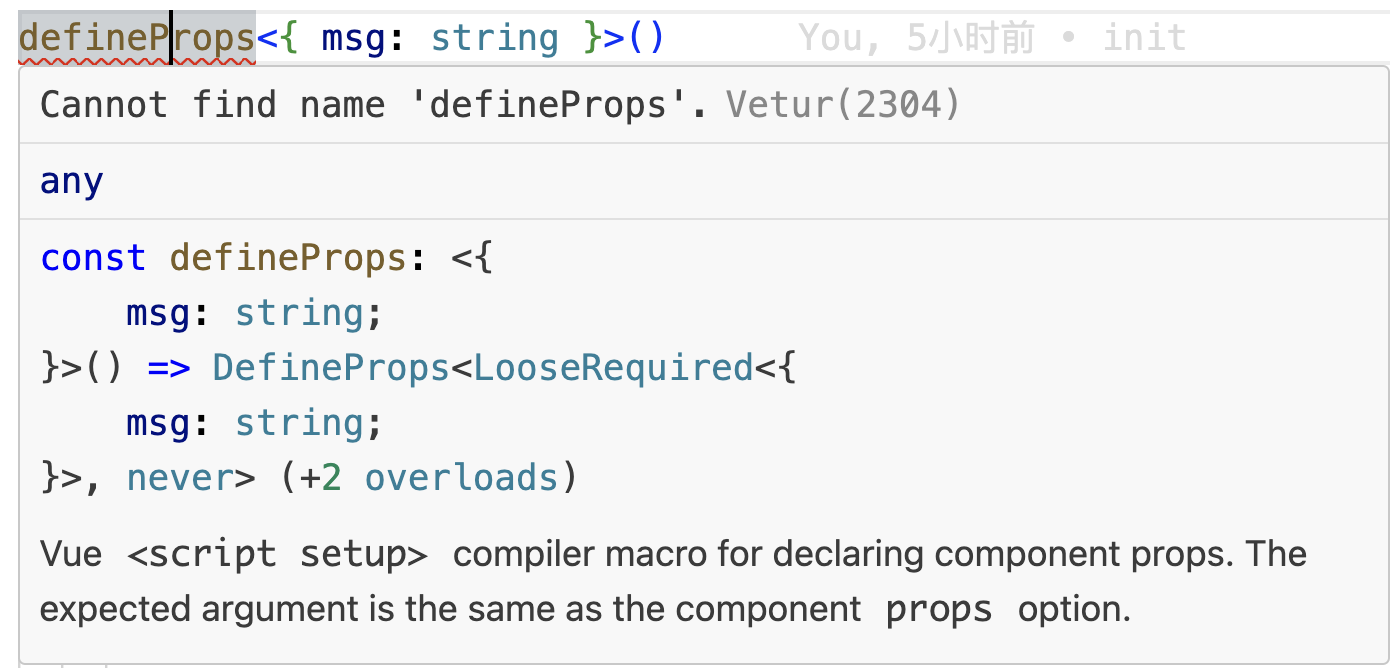 defineProps<{ msg: string }>() You, 5小时前 • init
Cannot find name 'defineProps'. Vetur(2304)
any
const defineProps: <{
    msg: string;
}>() => DefineProps<LooseRequired<{
    msg: string;
}>, never> (+2 overloads)
Vue <script setup> compiler macro for declaring component props. The
expected argument is the same as the component props option.